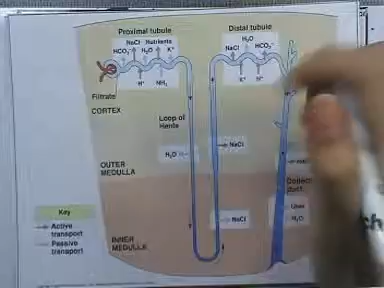 Proximal tubule
NaCl Nutrients
HCO₃⁻ H₂O K⁺
H⁺ NH₃
Distal tubule
H₂O
NaCl HCO₃⁻
K⁺ H⁺
Filtrate
CORTEX
Loop of
Henle
H₂O
NaCl
OUTER
MEDULLA
duct
Urea
NaCl
H₂O
Key
Active
transport
Passive
transport
INNER
MEDULLA